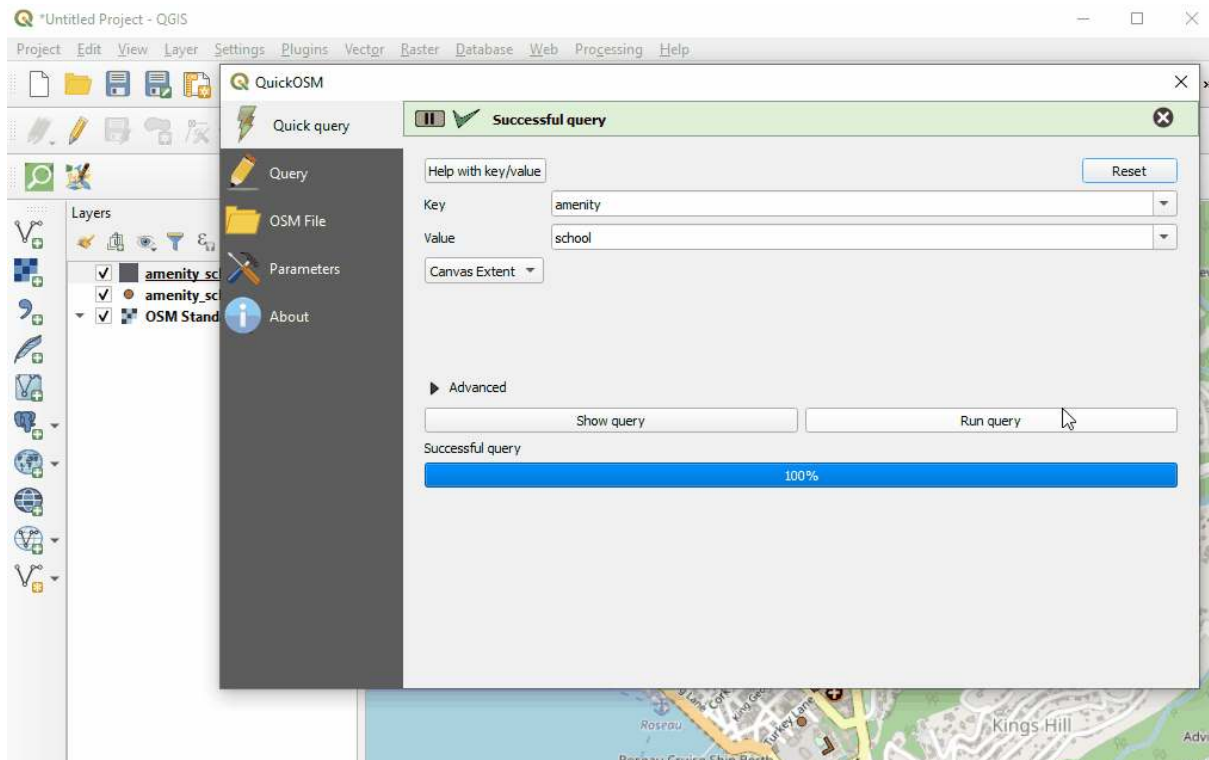 *Untitled Project - QGIS
Project Edit View Layer Settings Plugins Vector Raster Database Web Processing Help
QuickOSM
Quick query
Successful query
Query
Help with key/value
Reset
Key
amenity
OSM File
Layers
Value
school
Parameters
Canvas Extent
amenity_sc
amenity_sc
About
OSM Stand
Advanced
Show query
Run query
Successful query
100%
Roseau
Turkey Lane
Kings Hill